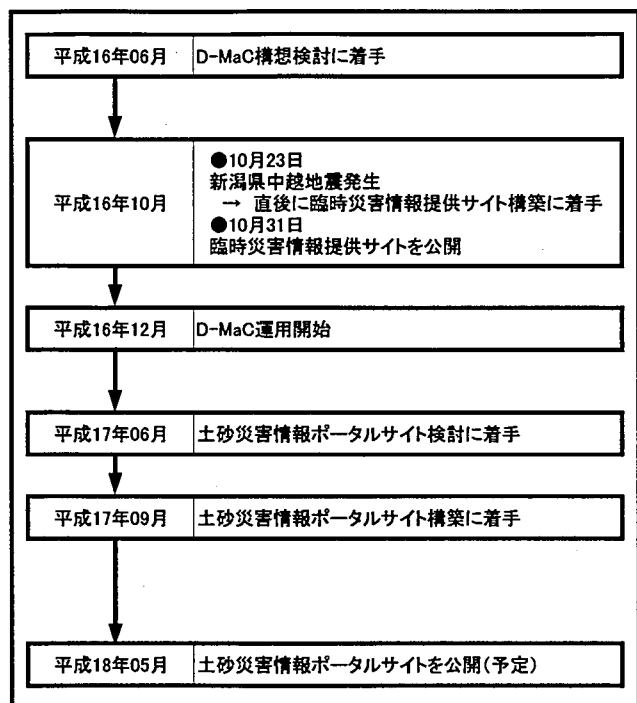 平成16年06月 D-MaC構想検討に着手
平成16年10月
●10月23日
新潟県中越地震発生
→ 直後に臨時災害情報提供サイト構築に着手
●10月31日
臨時災害情報提供サイトを公開
平成16年12月 D-MaC運用開始
平成17年06月 土砂災害情報ポータルサイト検討に着手
平成17年09月 土砂災害情報ポータルサイト構築に着手
平成18年05月 土砂災害情報ポータルサイトを公開(予定)